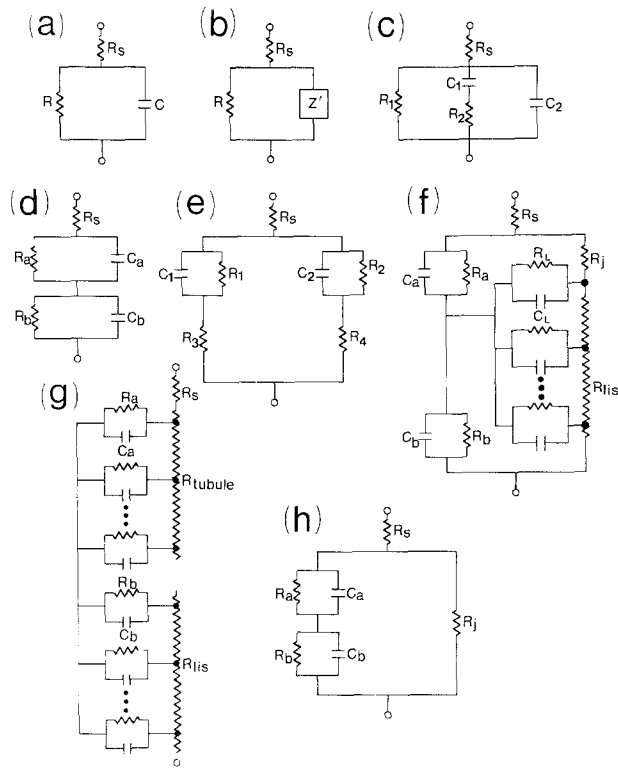 (a)
Rs
R
C
(b)
Rs
R
Z'
(c)
Rs
R1
C1
R2
C2
(d)
Rs
Ra
Ca
Rb
Cb
(e)
Rs
C1
R1
C2
R2
R3
R4
(f)
Rs
Ca
Ra
RL
Rj
CL
Rlis
Cb
Rb
(g)
Rs
Ra
Ca
Rtubule
Rb
Cb
Rlis
(h)
Rs
Ra
Ca
Rb
Cb
Rj